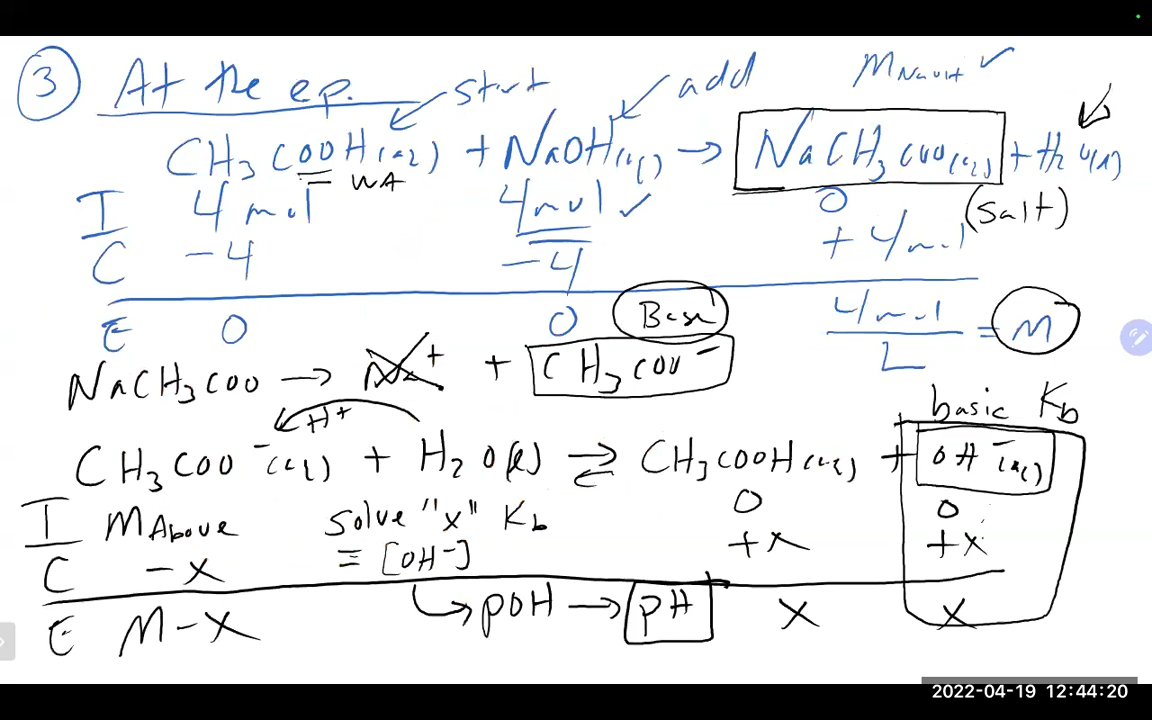 ③ At the e.p. start add M NaOH ✓
CH3COOH(aq) + NaOH(aq) → NaCH3COO(aq) + H2O(l)
WA
(salt)
I 4 mol 4 mol ✓ 0
C -4 -4 + 4 mol
E 0 0 4 mol / L = M
Base
NaCH3COO → Na+ + CH3COO-
H+ basic Kb
CH3COO-(aq) + H2O(l) ⇌ CH3COOH(aq) + OH-(aq)
I M Above solve "x" Kb 0 0
C -x ≡ [OH-] +x +x
E M-x ↳ pOH → pH x x
2022-04-19 12:44:20